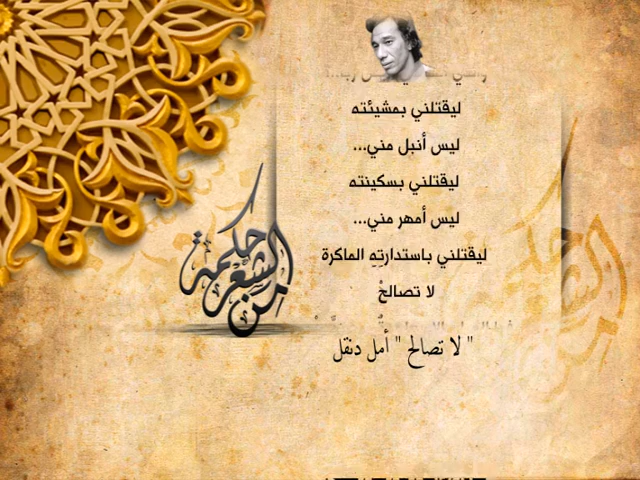 ليقتلني بمشيئته
ليس أنبل مني...
ليقتلني بسكينته
ليس أمهر مني...
ليقتلني باستدارتِهِ الماكرة
لا تصالحْ
" لا تصالح " أمل دنقل
حكمة
من الشعر